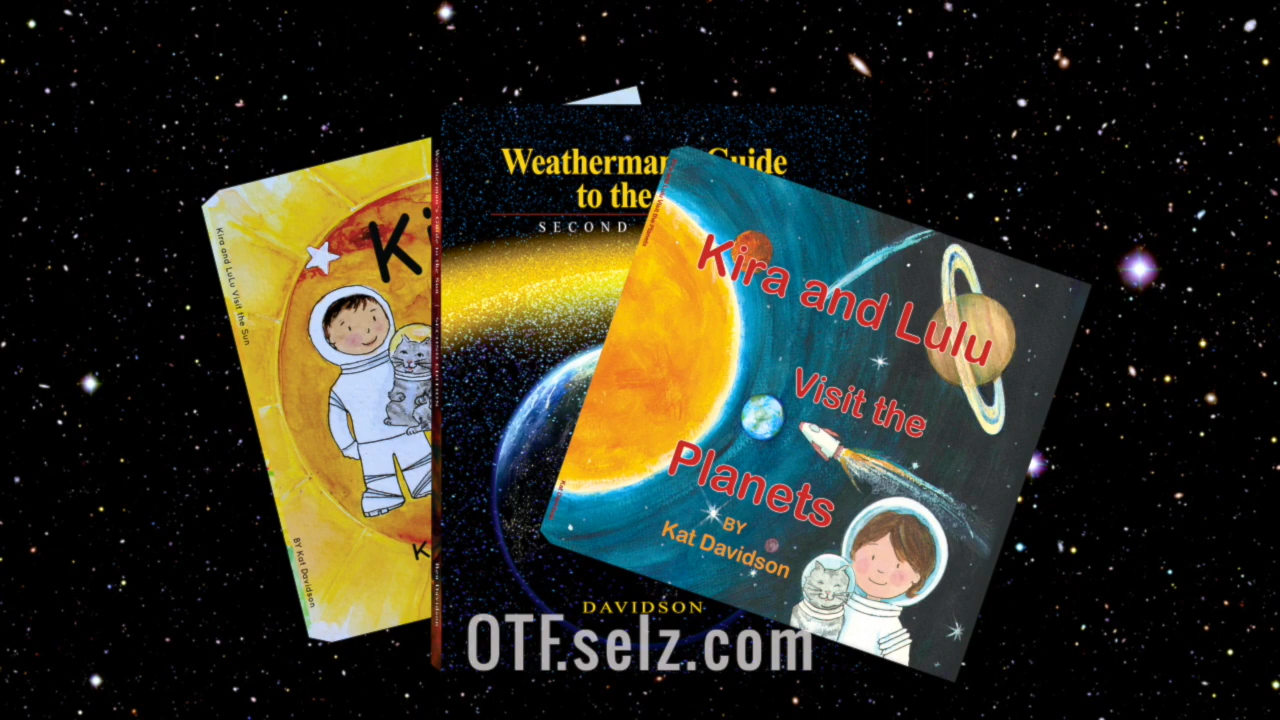 Kira and LuLu Visit the Sun
BY Kat Davidson
Ki
K
Weatherman Guide
to the
SECOND
DAVIDSON
Kira and Lulu
Visit the
Planets
BY
Kat Davidson
OTF.selz.com